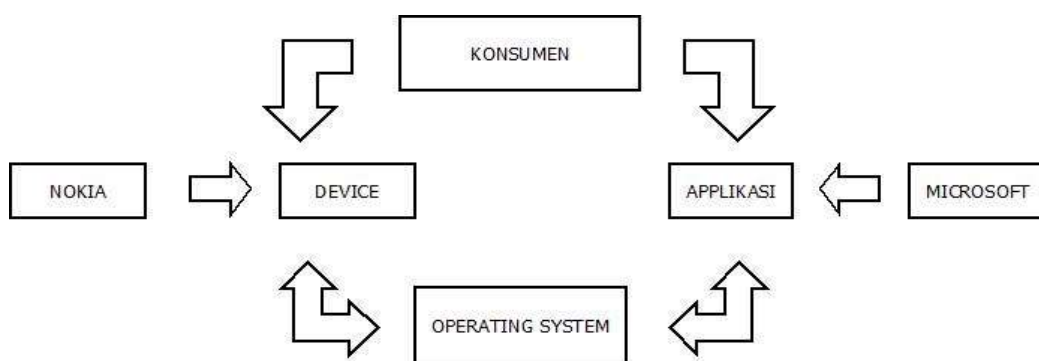 KONSUMEN
NOKIA
DEVICE
APPLIKASI
MICROSOFT
OPERATING SYSTEM